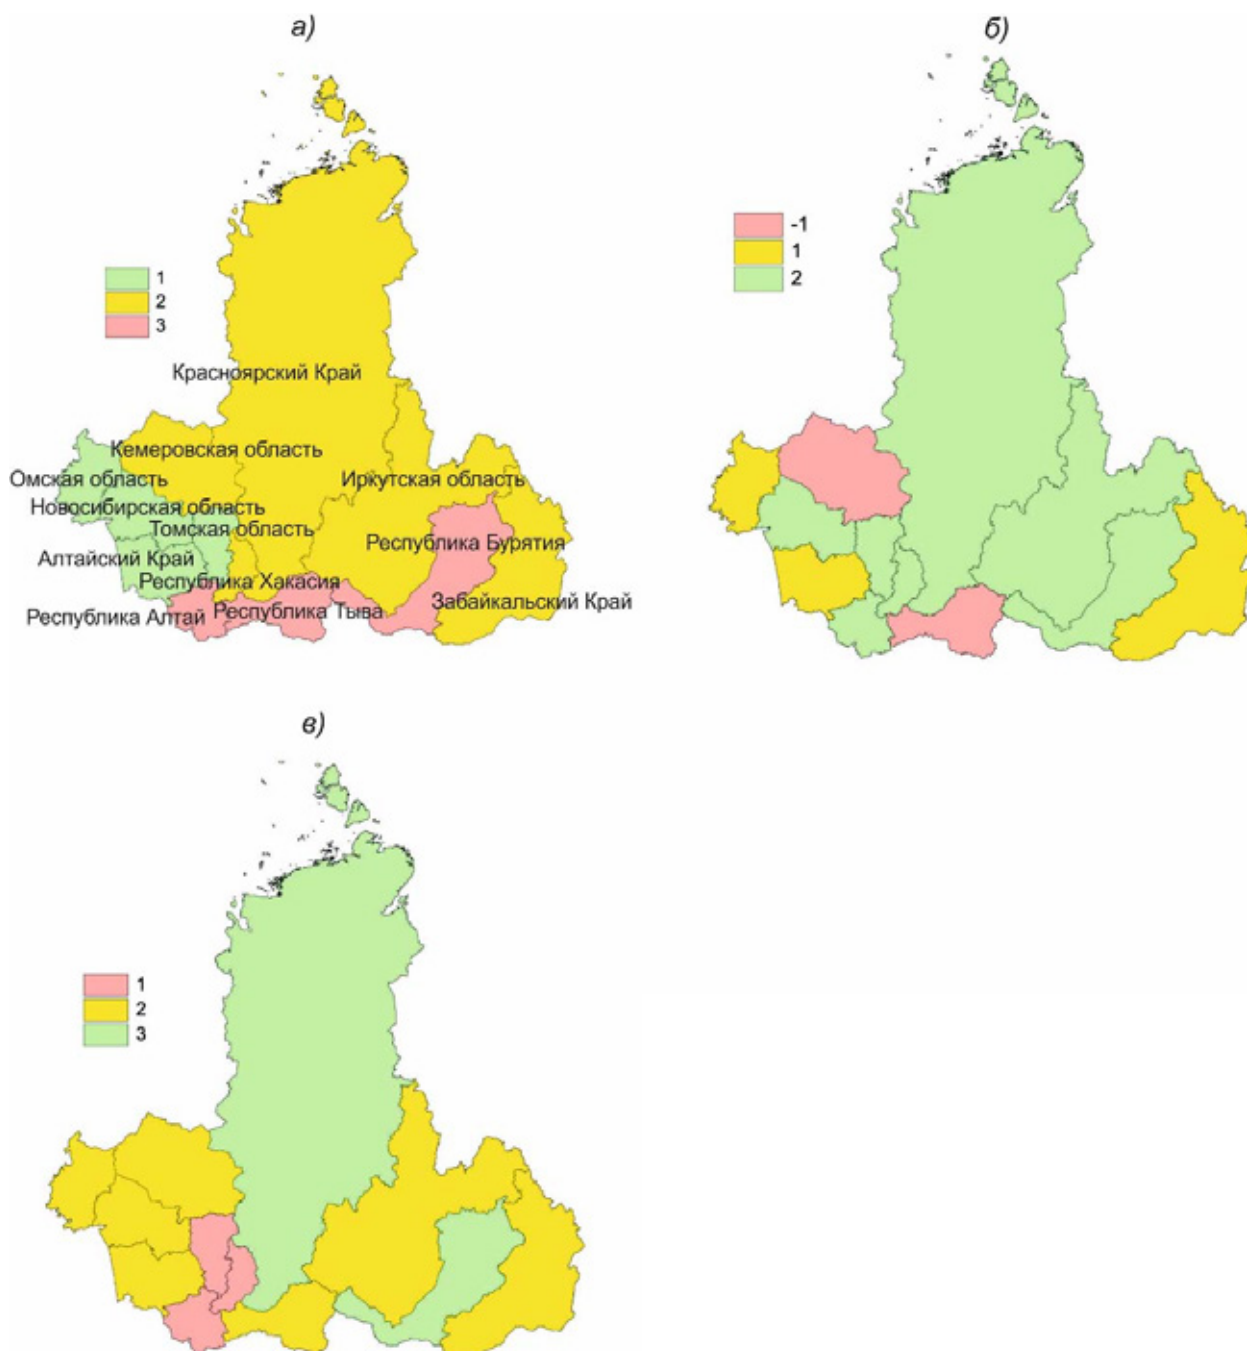 а)
б)
1
2
3
-1
1
2
Красноярский Край
Кемеровская область
Омская область
Иркутская область
Новосибирская область
Томская область
Республика Бурятия
Алтайский Край
Республика Хакасия
Забайкальский Край
Республика Алтай
Республика Тыва
в)
1
2
3